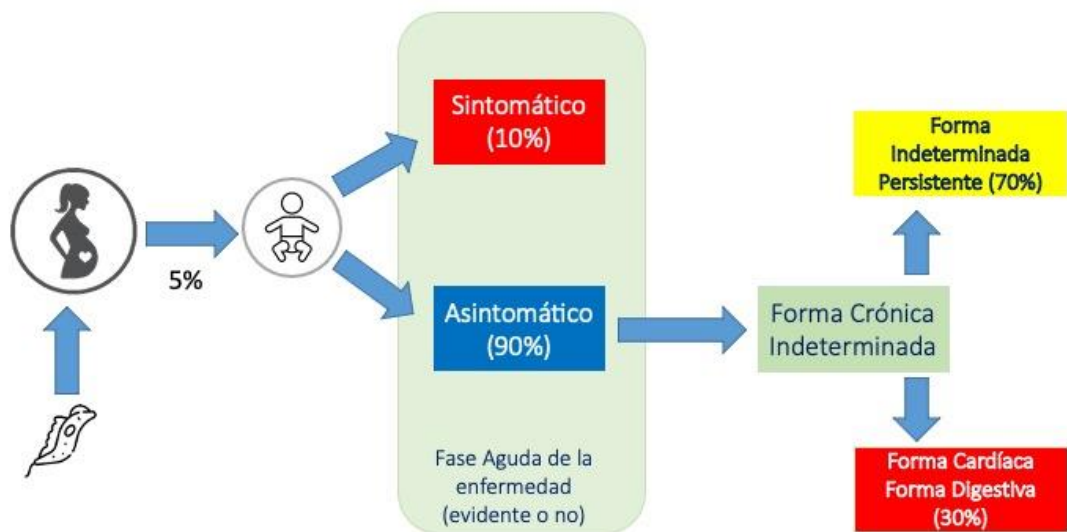 5%
Sintomático
(10%)
Asintomático
(90%)
Fase Aguda de la
enfermedad
(evidente o no)
Forma Crónica
Indeterminada
Forma
Indeterminada
Persistente (70%)
Forma Cardíaca
Forma Digestiva
(30%)